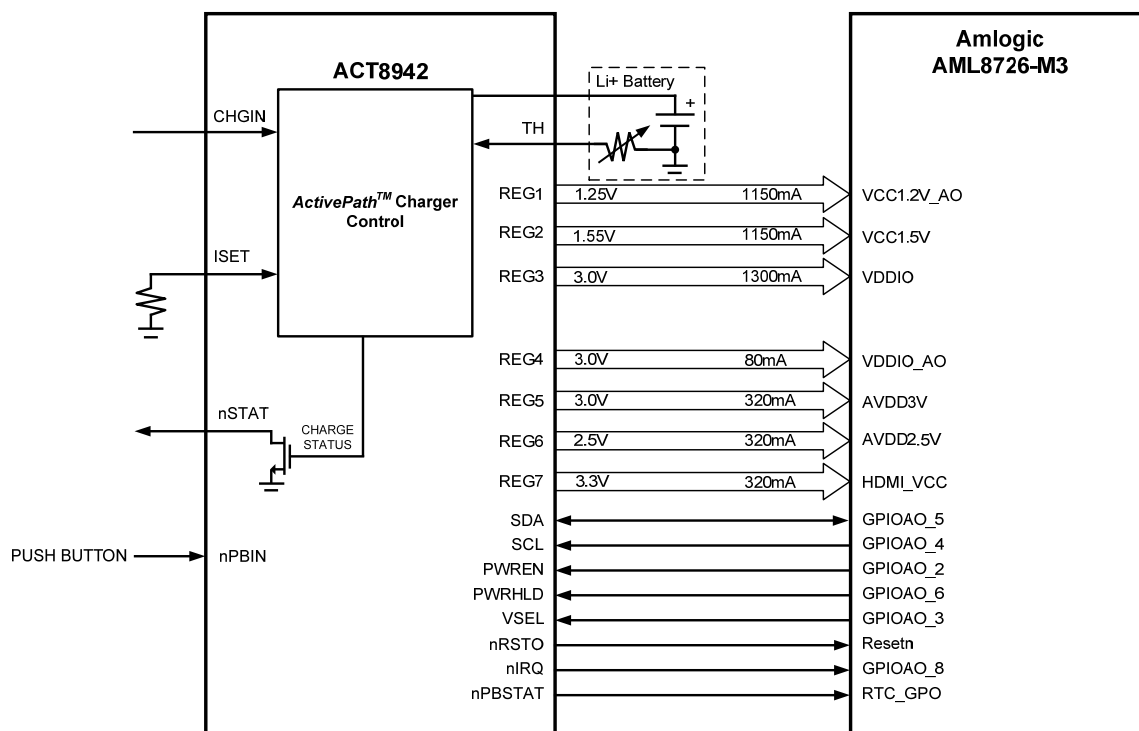 Amlogic
AML8726-M3
ACT8942
Li+ Battery
+
CHGIN
TH
ActivePath™ Charger
Control
REG1 1.25V 1150mA VCC1.2V_AO
REG2 1.55V 1150mA VCC1.5V
ISET
REG3 3.0V 1300mA VDDIO
REG4 3.0V 80mA VDDIO_AO
REG5 3.0V 320mA AVDD3V
nSTAT
CHARGE
STATUS
REG6 2.5V 320mA AVDD2.5V
REG7 3.3V 320mA HDMI_VCC
SDA GPIOAO_5
SCL GPIOAO_4
PUSH BUTTON nPBIN
PWREN GPIOAO_2
PWRHLD GPIOAO_6
VSEL GPIOAO_3
nRSTO Resetn
nIRQ GPIOAO_8
nPBSTAT RTC_GPO